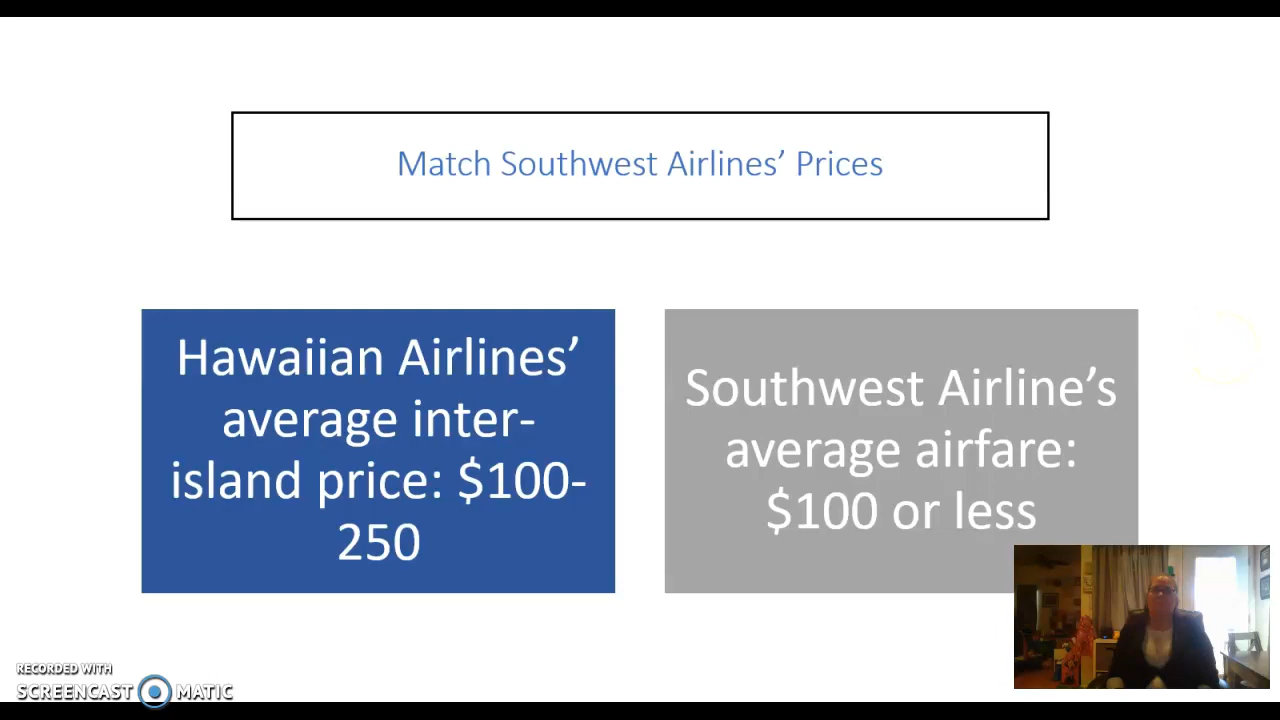 Match Southwest Airlines’ Prices
Hawaiian Airlines’
average inter-
island price: $100-
250
Southwest Airline’s
average airfare:
$100 or less
RECORDED WITH
SCREENCAST MATIC